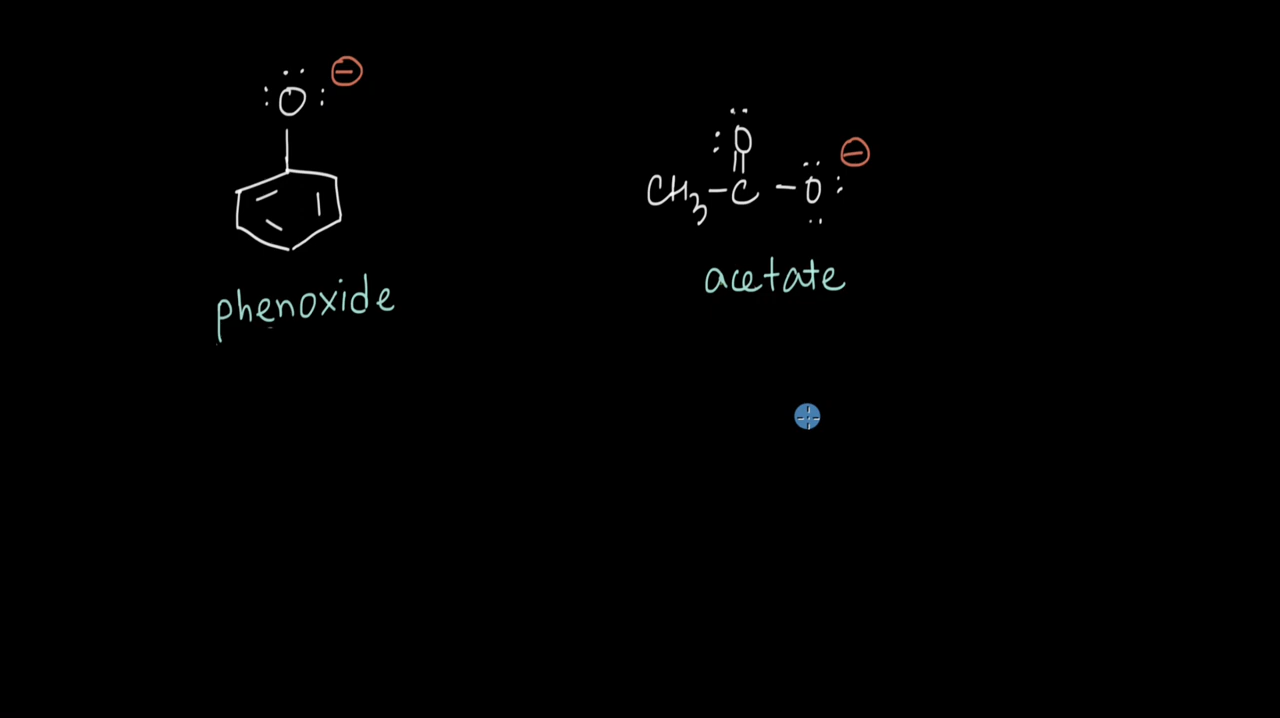 :O: ⊖
phenoxide
:O
CH₃-C-O: ⊖
acetate